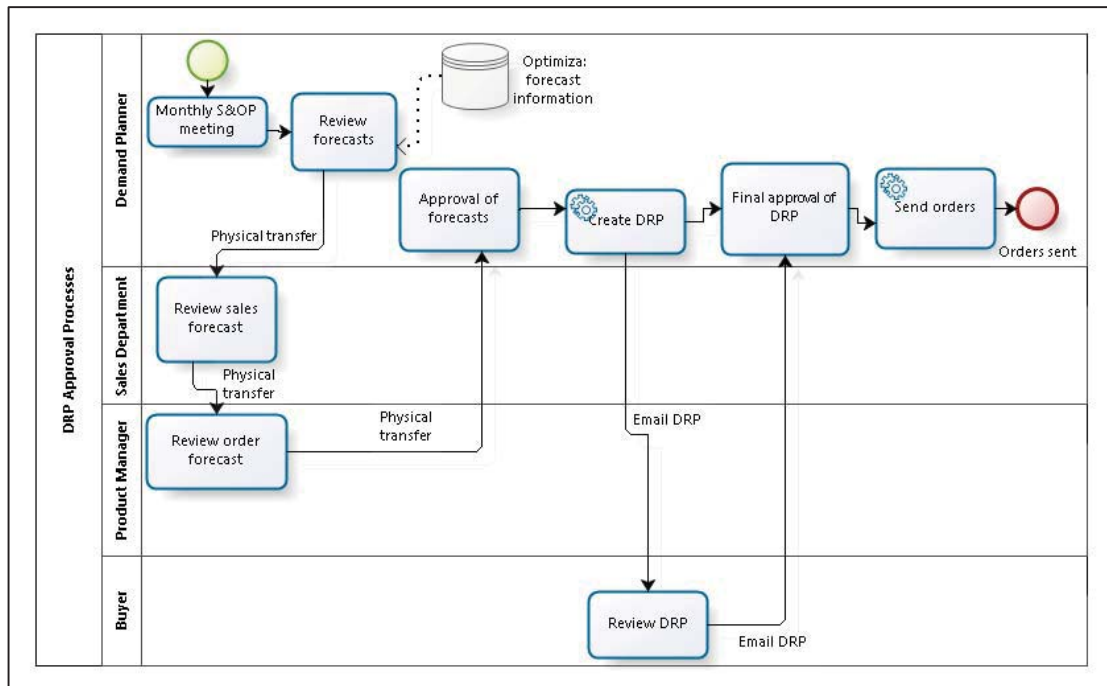 DRP Approval Processes
Demand Planner
Monthly S&OP
meeting
Review
forecasts
Optimiza:
forecast
information
Approval of
forecasts
Create DRP
Final approval of
DRP
Send orders
Orders sent
Physical transfer
Sales Department
Review sales
forecast
Physical
transfer
Product Manager
Review order
forecast
Physical
transfer
Email DRP
Buyer
Review DRP
Email DRP